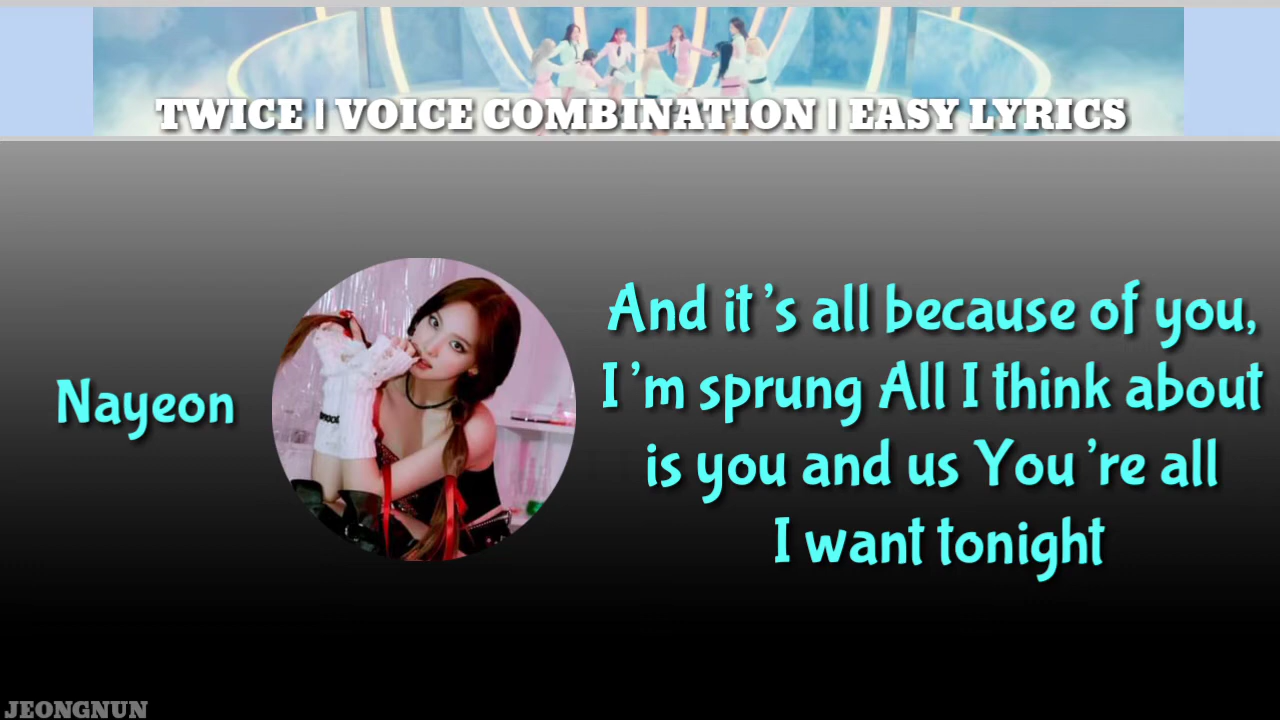 TWICE | VOICE COMBINATION | EASY LYRICS
Nayeon
And it's all because of you,
I'm sprung All I think about
is you and us You're all
I want tonight
JEONGNUN